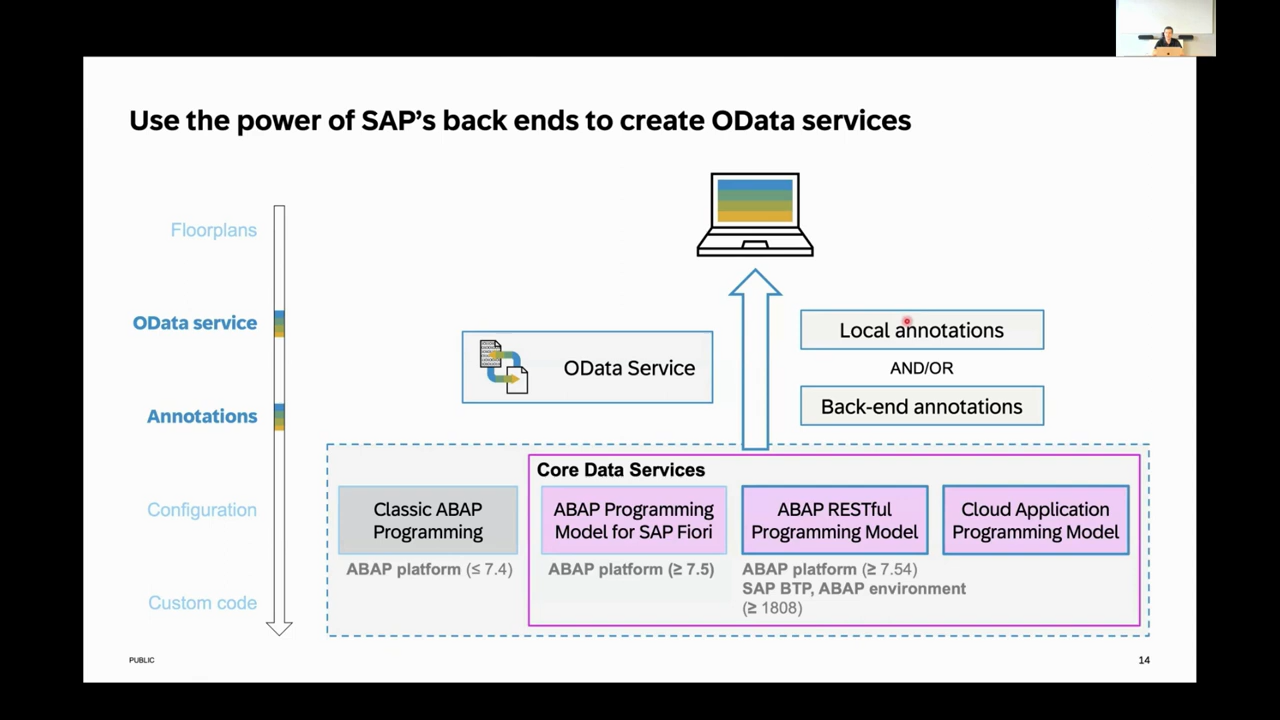 Use the power of SAP's back ends to create OData services
Floorplans
OData service
Annotations
Configuration
Custom code
OData Service
Local annotations
AND/OR
Back-end annotations
Core Data Services
Classic ABAP
Programming
ABAP platform (≤ 7.4)
ABAP Programming
Model for SAP Fiori
ABAP platform (≥ 7.5)
ABAP RESTful
Programming Model
ABAP platform (≥ 7.54)
SAP BTP, ABAP environment
(≥ 1808)
Cloud Application
Programming Model
PUBLIC
14